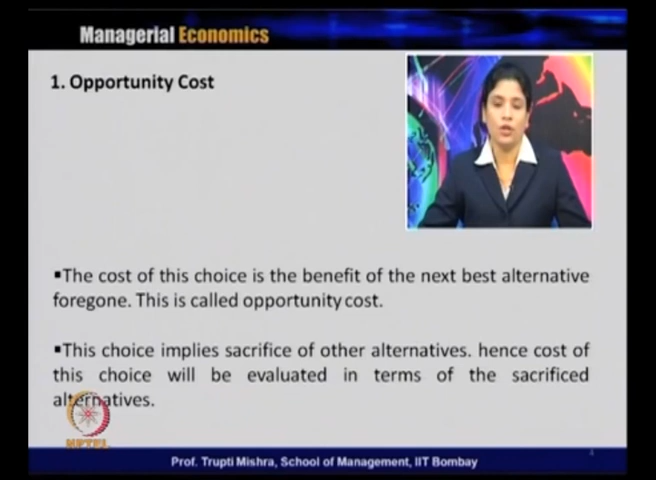 Managerial Economics
1. Opportunity Cost
▪The cost of this choice is the benefit of the next best alternative
foregone. This is called opportunity cost.
▪This choice implies sacrifice of other alternatives. hence cost of
this choice will be evaluated in terms of the sacrificed
alternatives.
NPTEL
Prof. Trupti Mishra, School of Management, IIT Bombay